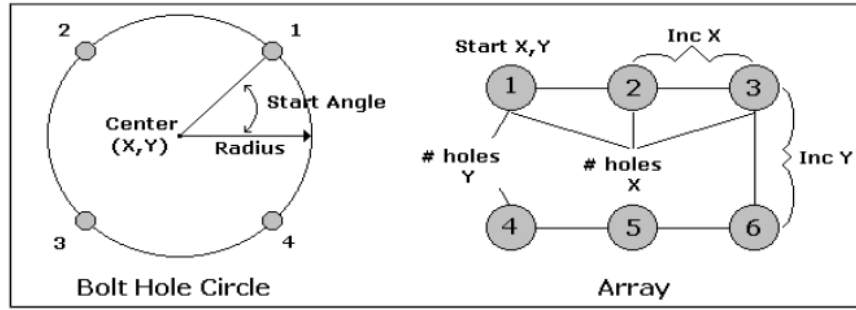 2
1
Start Angle
Center
(X,Y)
Radius
3
4
Bolt Hole Circle
Start X,Y
Inc X
1
2
3
# holes
Y
# holes
X
Inc Y
4
5
6
Array